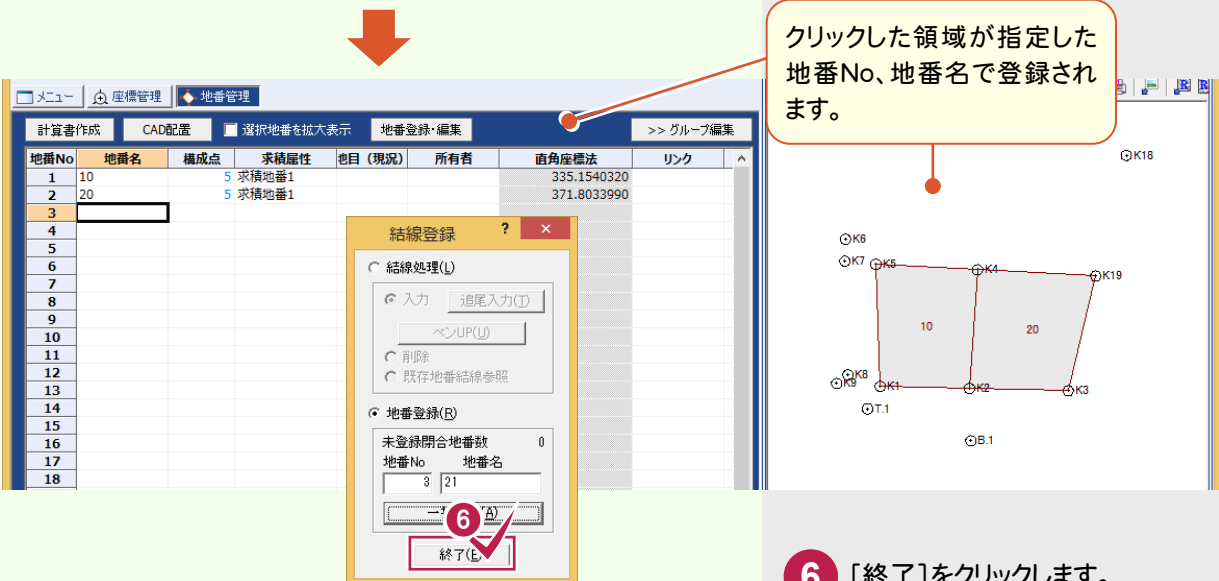 クリックした領域が指定した
地番No、地番名で登録され
ます。
メニュー 座標管理 地番管理
計算書作成 CAD配置 選択地番を拡大表示 地番登録・編集 >> グループ編集
地番No 地番名 構成点 求積属性 地目（現況） 所有者 直角座標法 リンク
1 10 5 求積地番1 335.1540320
2 20 5 求積地番1 371.8033990
3
4
5
6
7
8
9
10
11
12
13
14
15
16
17
18
結線登録 ? ×
結線処理(L)
入力 追尾入力(T)
ペンUP(U)
削除
既存地番結線参照
地番登録(R)
未登録閉合地番数 0
地番No 地番名
3 21
6
終了(E)
K18
K6
K7 K5 K4 K19
10 20
K9 K8 K1 K2 K3
T.1
B.1
6 [終了]をクリックします。